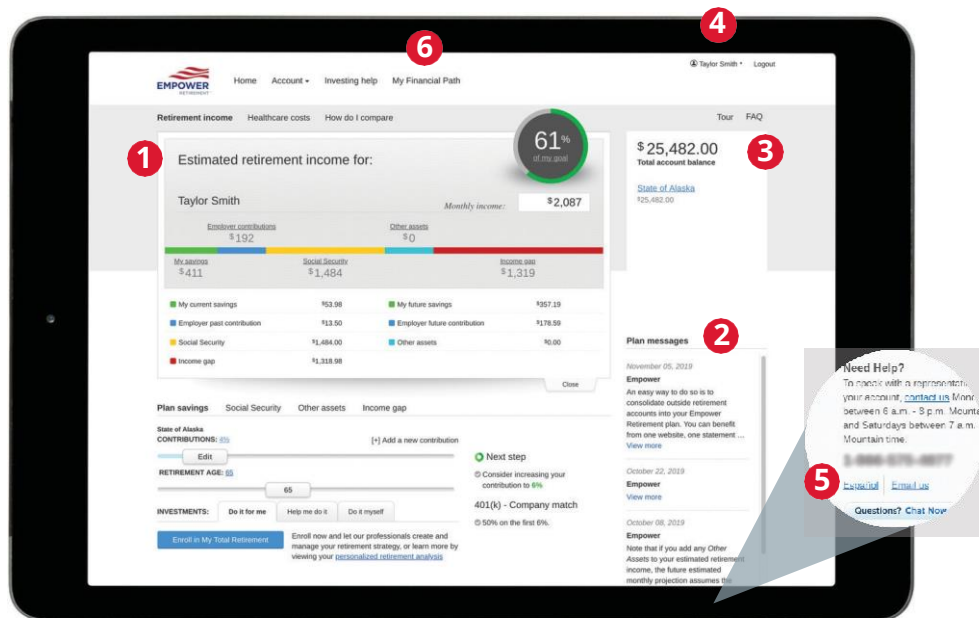 4
6
Taylor Smith
Logout
EMPOWER
RETIREMENT
Home
Account
Investing help
My Financial Path
Retirement income
Healthcare costs
How do I compare
Tour
FAQ
1
Estimated retirement income for:
61%
of my goal
3
$25,482.00
Total account balance
State of Alaska
$25,482.00
Taylor Smith
Monthly income:
$2,087
Employer contributions
$192
Other assets
$0
My savings
$411
Social Security
$1,484
Income gap
$1,319
My current savings
$53.98
My future savings
$357.19
Employer past contribution
$13.50
Employer future contribution
$178.59
Social Security
$1,484.00
Other assets
$0.00
Income gap
$1,318.98
Close
2
Plan messages
November 05, 2019
Empower
An easy way to do so is to
consolidate outside retirement
accounts into your Empower
Retirement plan. You can benefit
from one website, one statement ...
View more
October 22, 2019
Empower
View more
October 08, 2019
Empower
Note that if you add any Other
Assets to your estimated retirement
income, the future estimated
monthly projection assumes the
Plan savings
Social Security
Other assets
Income gap
State of Alaska
CONTRIBUTIONS: 4%
[+] Add a new contribution
Edit
RETIREMENT AGE: 65
65
INVESTMENTS:
Do it for me
Help me do it
Do it myself
Enroll in My Total Retirement
Enroll now and let our professionals create and
manage your retirement strategy, or learn more by
viewing your personalized retirement analysis
Next step
Consider increasing your
contribution to 6%
401(k) - Company match
50% on the first 6%.
Need Help?
To speak with a
your account, contact us
between 6 a.m. - 8 p.m.
and Saturdays between 7 a.m.
Mountain time.
5
Español
Email us
Questions? Chat Now